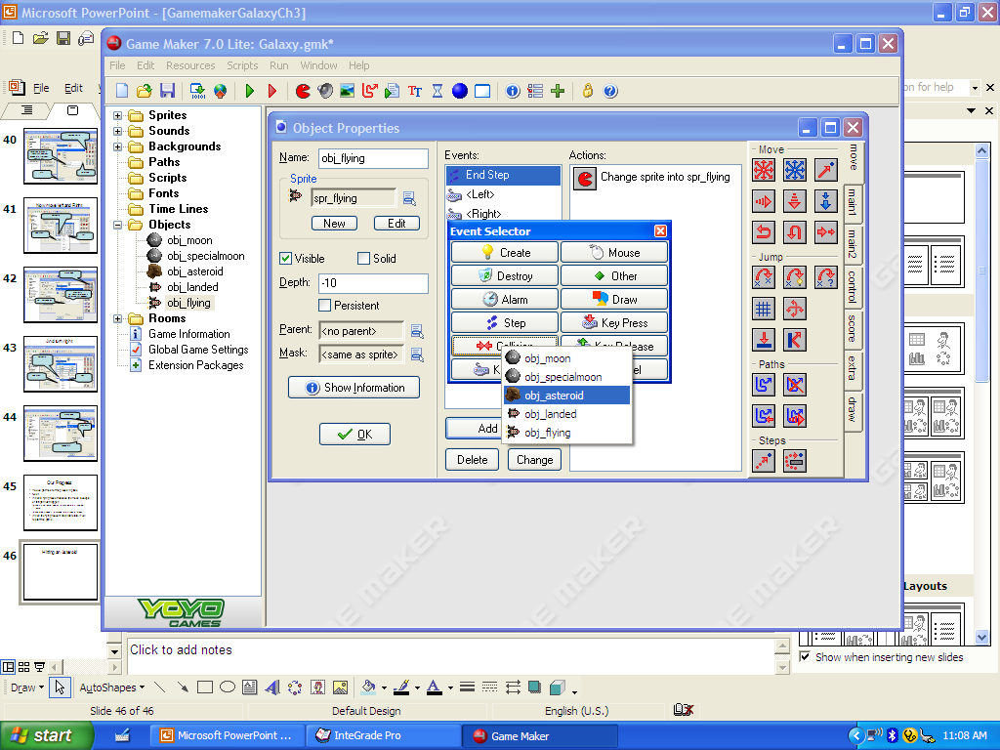 Microsoft PowerPoint - [GamemakerGalaxyCh3]
File Edit
on for help
Game Maker 7.0 Lite: Galaxy.gmk*
File Edit Resources Scripts Run Window Help
Sprites
Sounds
Backgrounds
Paths
Scripts
Fonts
Time Lines
Objects
obj_moon
obj_specialmoon
obj_asteroid
obj_landed
obj_flying
Rooms
Game Information
Global Game Settings
Extension Packages
YOYO
GAMES
Object Properties
Name: obj_flying
Sprite
spr_flying
New Edit
Visible Solid
Depth: -10
Persistent
Parent: <no parent>
Mask: <same as sprite>
Show Information
OK
Events:
End Step
<Left>
<Right>
Add
Delete Change
Actions:
Change sprite into spr_flying
Event Selector
Create Mouse
Destroy Other
Alarm Draw
Step Key Press
Collision Key Release
obj_moon
obj_specialmoon
obj_asteroid
obj_landed
obj_flying
Move
Jump
Paths
Steps
move
main1
main2
control
score
extra
draw
40
41
42
43
44
45
Our Progress
46
Hitting an Asteroid
GAME MAKER
Layouts
Show when inserting new slides
Click to add notes
Draw AutoShapes
Slide 46 of 46 Default Design English (U.S.)
start Microsoft PowerPoint ... InteGrade Pro Game Maker 11:08 AM